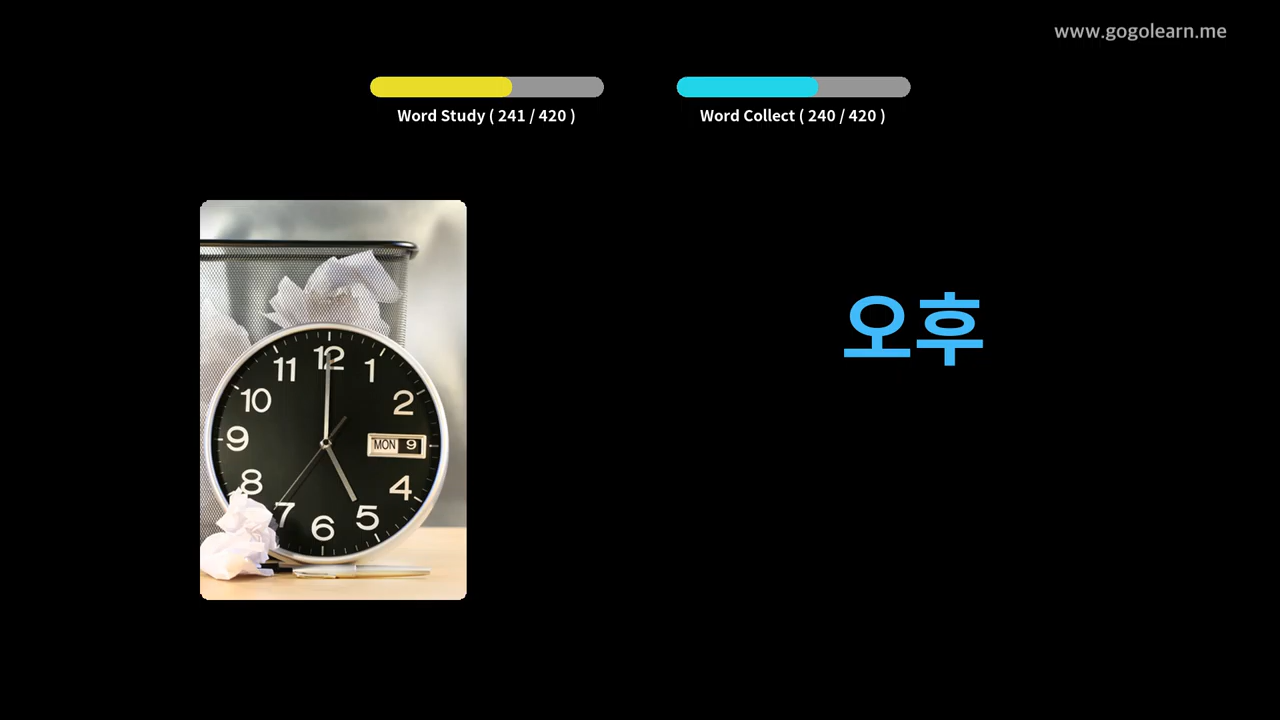 www.gogolearn.me
Word Study ( 241 / 420 )
Word Collect ( 240 / 420 )
오후
12
11
1
10
2
9
MON 9
8
4
7
5
6